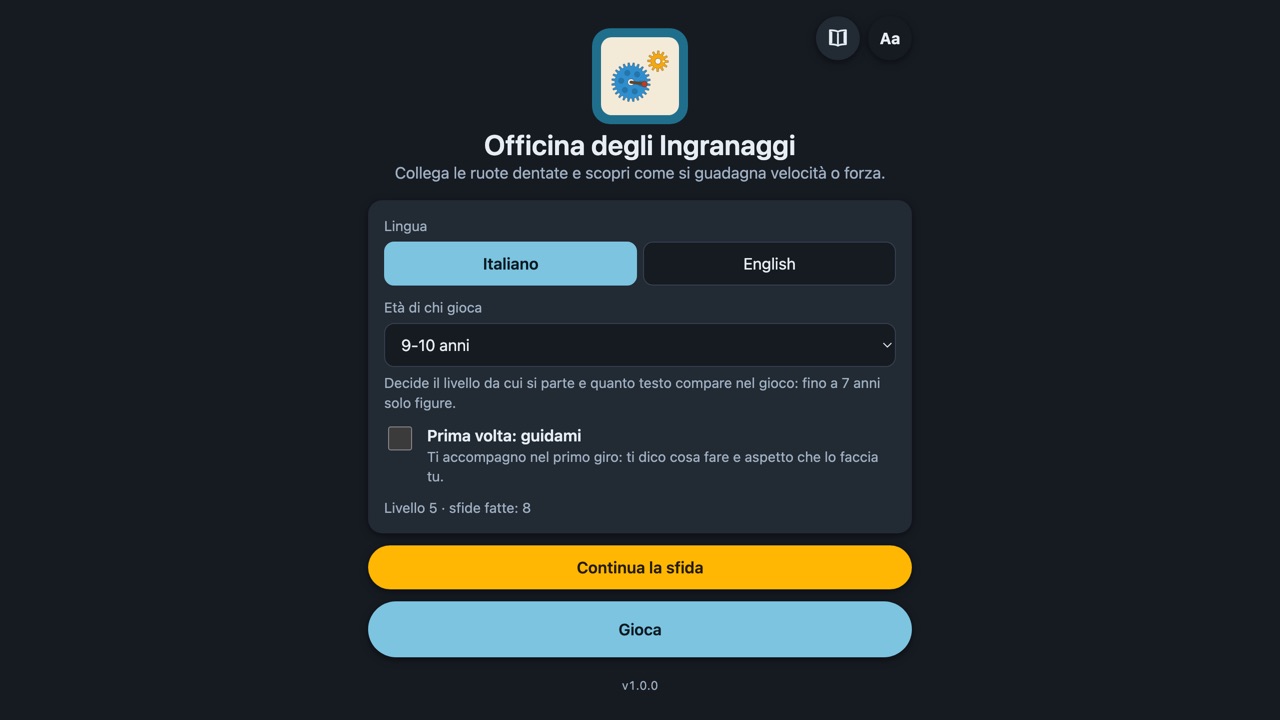 Aa
Officina degli Ingranaggi
Collega le ruote dentate e scopri come si guadagna velocità o forza.
Lingua
Italiano
English
Età di chi gioca
9-10 anni
Decide il livello da cui si parte e quanto testo compare nel gioco: fino a 7 anni
solo figure.
Prima volta: guidami
Ti accompagno nel primo giro: ti dico cosa fare e aspetto che lo faccia
tu.
Livello 5 · sfide fatte: 8
Continua la sfida
Gioca
v1.0.0